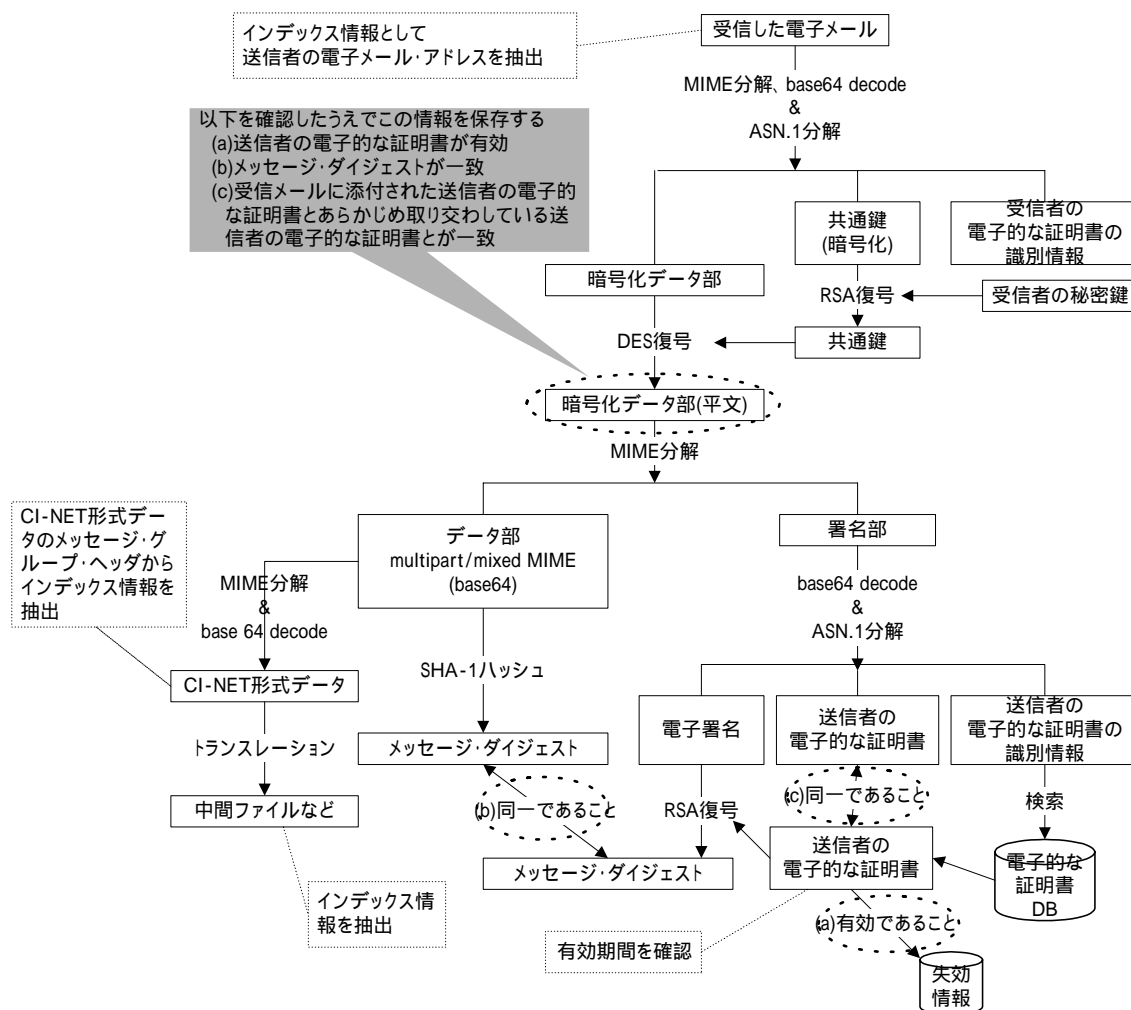 インデックス情報として
送信者の電子メール・アドレスを抽出
受信した電子メール
MIME分解、base64 decode
&
ASN.1分解
以下を確認したうえでこの情報を保存する
(a)送信者の電子的な証明書が有効
(b)メッセージ・ダイジェストが一致
(c)受信メールに添付された送信者の電子的
な証明書とあらかじめ取り交わしている送
信者の電子的な証明書とが一致
共通鍵
(暗号化)
受信者の
電子的な証明書の
識別情報
暗号化データ部
RSA復号
受信者の秘密鍵
DES復号
共通鍵
暗号化データ部(平文)
MIME分解
CI-NET形式デー
タのメッセージ・グ
ループ・ヘッダから
インデックス情報を
抽出
データ部
multipart/mixed MIME
(base64)
署名部
MIME分解
&
base 64 decode
base64 decode
&
ASN.1分解
SHA-1ハッシュ
CI-NET形式データ
電子署名
送信者の
電子的な証明書
送信者の
電子的な証明書の
識別情報
トランスレーション
メッセージ・ダイジェスト
中間ファイルなど
(b)同一であること
RSA復号
(c)同一であること
検索
メッセージ・ダイジェスト
送信者の
電子的な証明書
電子的な
証明書
DB
インデックス情
報を抽出
有効期間を確認
(a)有効であること
失効
情報